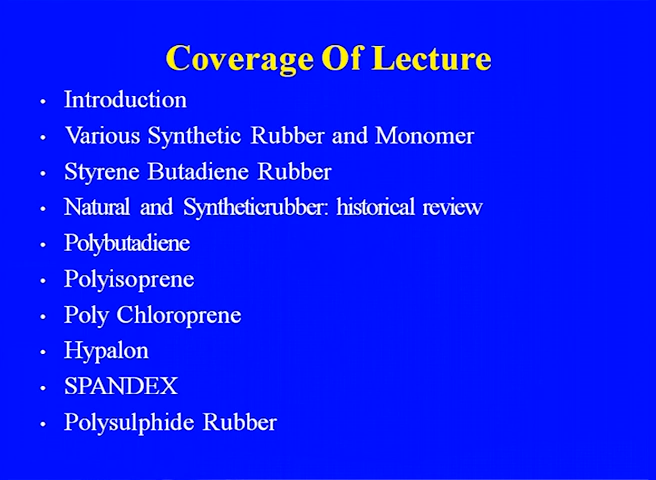 Coverage Of Lecture
• Introduction
• Various Synthetic Rubber and Monomer
• Styrene Butadiene Rubber
• Natural and Syntheticrubber: historical review
• Polybutadiene
• Polyisoprene
• Poly Chloroprene
• Hypalon
• SPANDEX
• Polysulphide Rubber